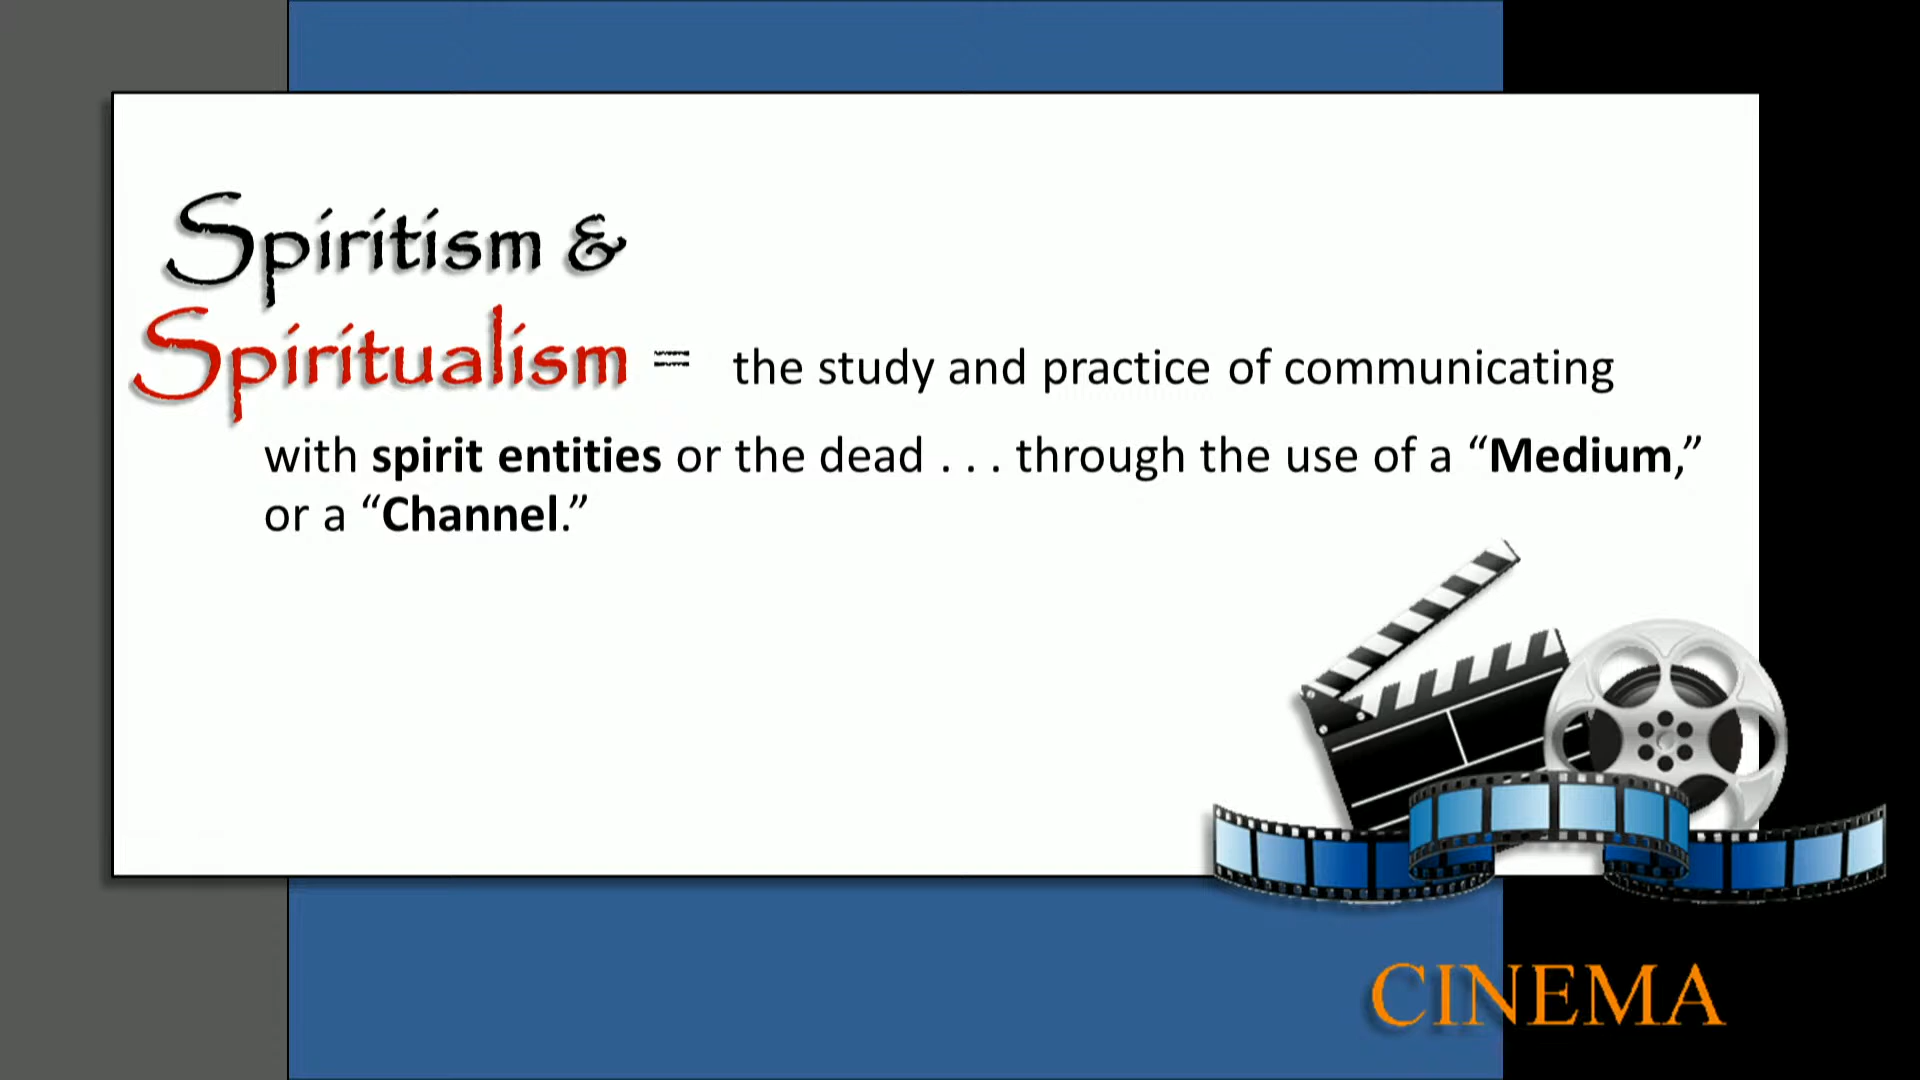 Spiritism &
Spiritualism = the study and practice of communicating
with spirit entities or the dead . . . through the use of a “Medium,”
or a “Channel.”
CINEMA